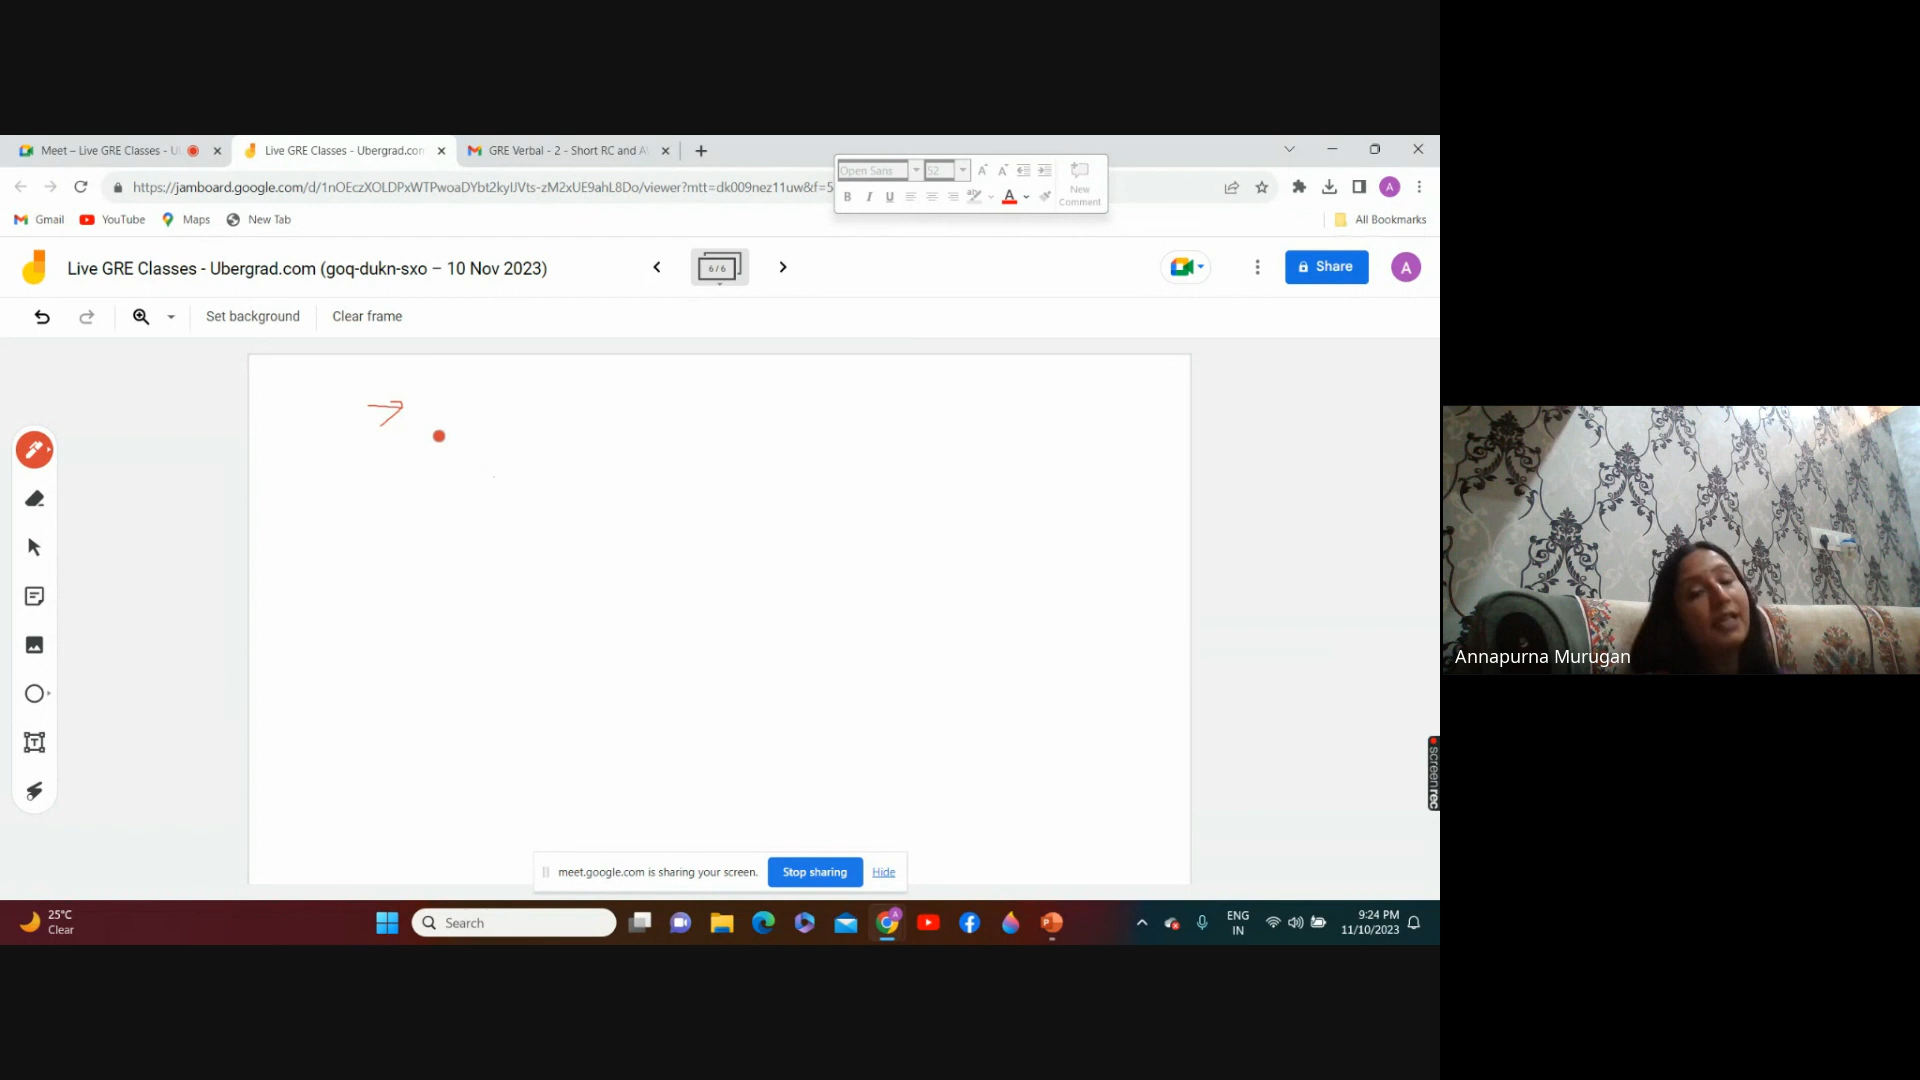 Meet – Live GRE Classes - U
Live GRE Classes - Ubergrad.con
GRE Verbal - 2 - Short RC and A
https://jamboard.google.com/d/1nOEczXOLDPxWTPwoaDYbt2kyIJVts-zM2xUE9ahL8Do/viewer?mtt=dk009nez11uw&f=5
Open Sans
52
A A
B I U
A
New
Comment
A
Gmail
YouTube
Maps
New Tab
All Bookmarks
Live GRE Classes - Ubergrad.com (goq-dukn-sxo – 10 Nov 2023)
6 / 6
Share
A
Set background
Clear frame
Annapurna Murugan
screenrec
meet.google.com is sharing your screen.
Stop sharing
Hide
25°C
Clear
Search
ENG
IN
9:24 PM
11/10/2023